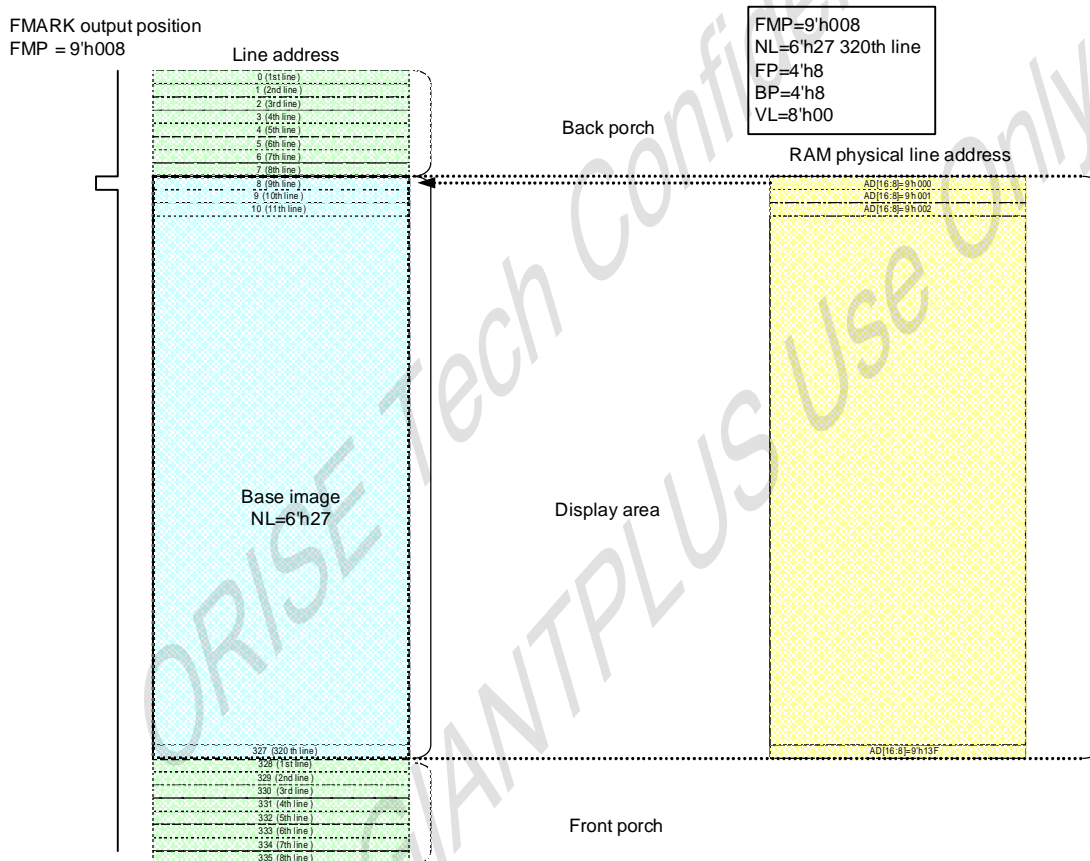 FMARK output position
FMP = 9'h008
Line address
FMP=9'h008
NL=6'h27 320th line
FP=4'h8
BP=4'h8
VL=8'h00
0 (1st line)
1 (2nd line)
2 (3rd line)
3 (4th line)
4 (5th line)
5 (6th line)
6 (7th line)
7 (8th line)
Back porch
RAM physical line address
8 (9th line)
9 (10th line)
10 (11th line)
AD[16:8]=9'h000
AD[16:8]=9'h001
AD[16:8]=9'h002
Base image
NL=6'h27
Display area
327 (320 th line)
AD[16:8]=9'h13F
328 (1st line)
329 (2nd line)
330 (3rd line)
331 (4th line)
332 (5th line)
333 (6th line)
334 (7th line)
335 (8th line)
Front porch
ORISE Tech
GIANTPLUS Use Only